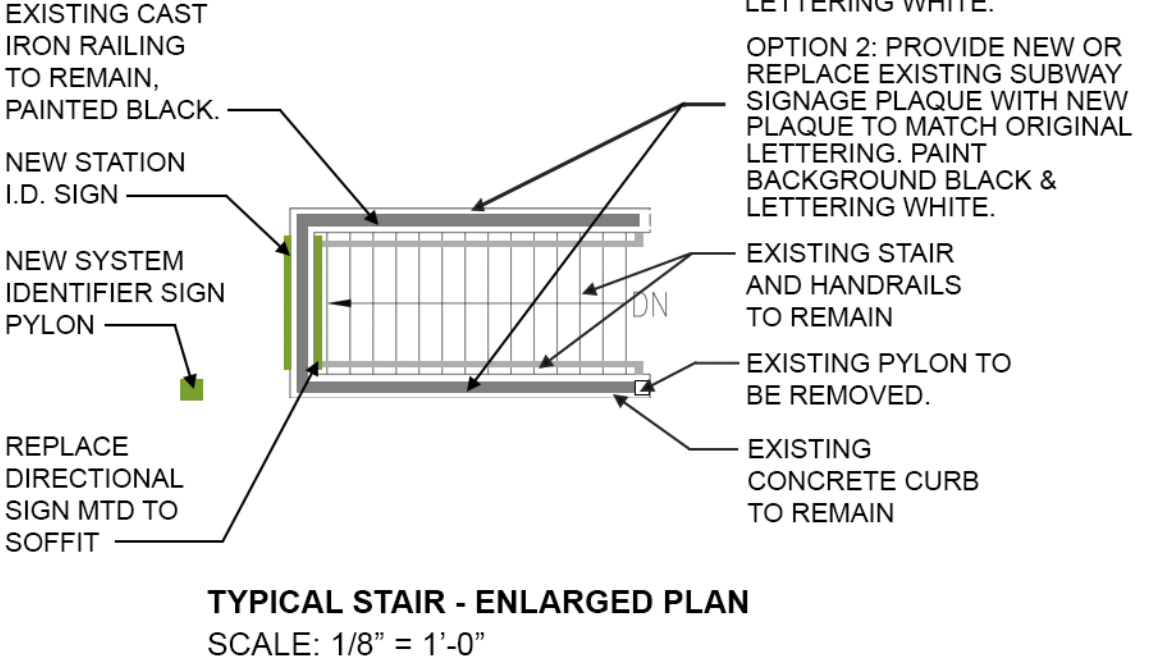 EXISTING CAST
IRON RAILING
TO REMAIN,
PAINTED BLACK.
NEW STATION
I.D. SIGN
NEW SYSTEM
IDENTIFIER SIGN
PYLON
REPLACE
DIRECTIONAL
SIGN MTD TO
SOFFIT
LETTERING WHITE.
OPTION 2: PROVIDE NEW OR
REPLACE EXISTING SUBWAY
SIGNAGE PLAQUE WITH NEW
PLAQUE TO MATCH ORIGINAL
LETTERING. PAINT
BACKGROUND BLACK &
LETTERING WHITE.
EXISTING STAIR
AND HANDRAILS
TO REMAIN
DN
EXISTING PYLON TO
BE REMOVED.
EXISTING
CONCRETE CURB
TO REMAIN
TYPICAL STAIR - ENLARGED PLAN
SCALE: 1/8” = 1’-0”